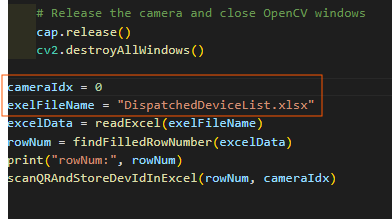 # Release the camera and close OpenCV windows
cap.release()
cv2.destroyAllWindows()
cameraIdx = 0
exelFileName = "DispatchedDeviceList.xlsx"
excelData = readExcel(exelFileName)
rowNum = findFilledRowNumber(excelData)
print("rowNum:", rowNum)
scanQRAndStoreDevIdInExcel(rowNum, cameraIdx)